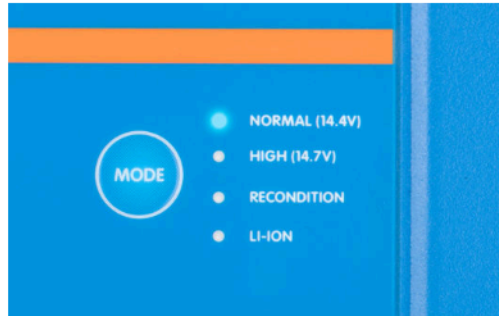 NORMAL (14.4V)
HIGH (14.7V)
MODE
RECONDITION
LI-ION